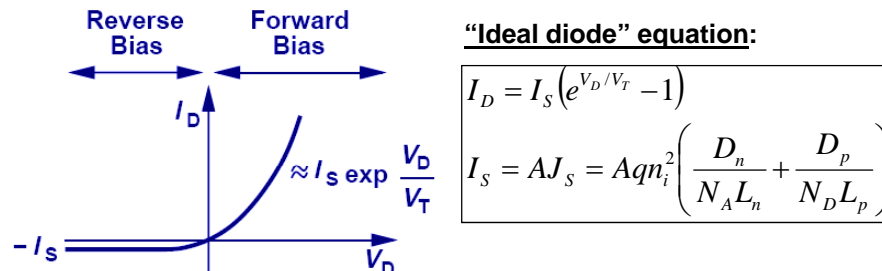 Reverse Bias
Forward Bias
I_D
≈ I_S exp V_D / V_T
– I_S
V_D
“Ideal diode” equation:
I_D = I_S(e^{V_D/V_T} − 1)
I_S = AJ_S = Aqn_i^2(D_n / N_A L_n + D_p / N_D L_p)